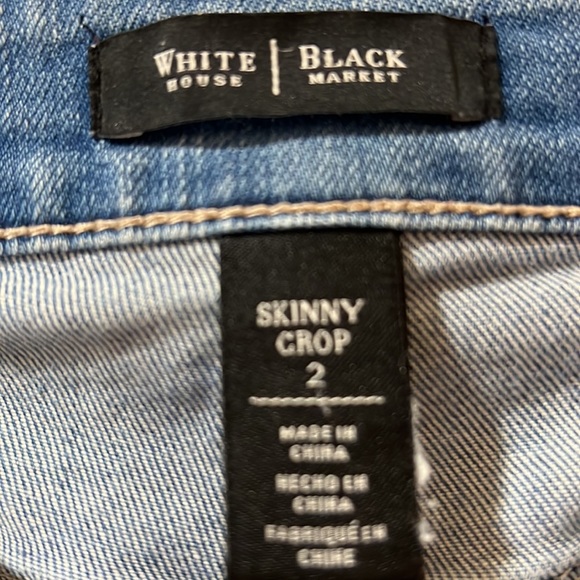 WHITE | BLACK
HOUSE MARKET
SKINNY
CROP
2
MADE IN
CHINA
HECHO EN
CHINA
FABRIQUÉ EN
CHINE